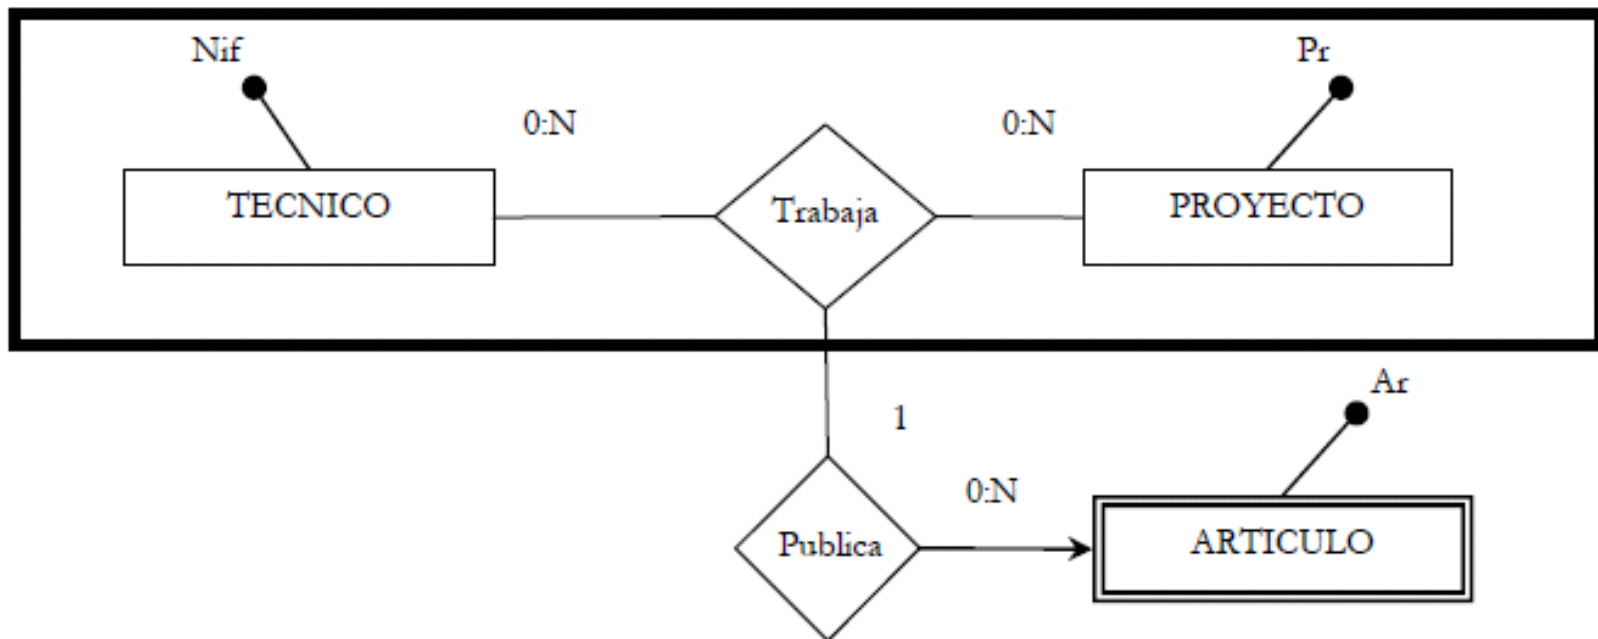 Nif
Pr
0:N
0:N
TECNICO
Trabaja
PROYECTO
Ar
1
0:N
Publica
ARTICULO